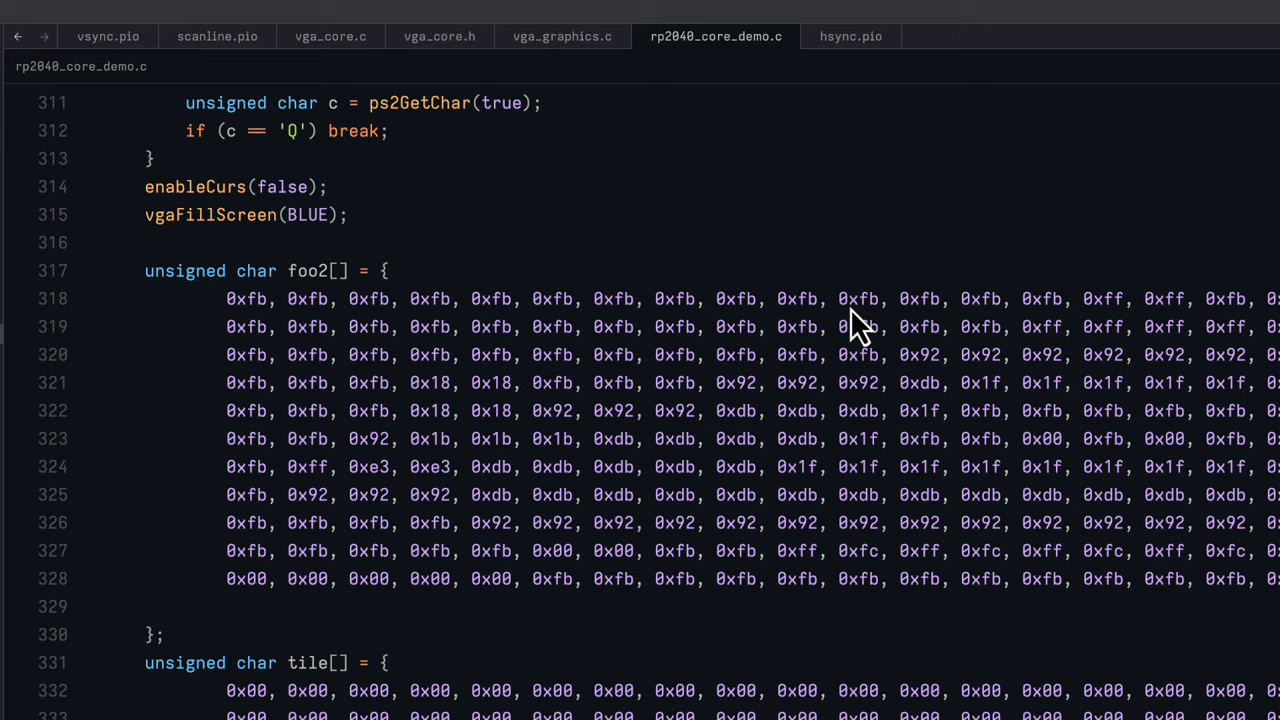 ← → vsync.pio scanline.pio vga_core.c vga_core.h vga_graphics.c rp2040_core_demo.c hsync.pio
rp2040_core_demo.c
311 unsigned char c = ps2GetChar(true);
312 if (c == 'Q') break;
313 }
314 enableCurs(false);
315 vgaFillScreen(BLUE);
316
317 unsigned char foo2[] = {
318 0xfb, 0xfb, 0xfb, 0xfb, 0xfb, 0xfb, 0xfb, 0xfb, 0xfb, 0xfb, 0xfb, 0xfb, 0xfb, 0xfb, 0xff, 0xff, 0xfb,
319 0xfb, 0xfb, 0xfb, 0xfb, 0xfb, 0xfb, 0xfb, 0xfb, 0xfb, 0xfb, 0xfb, 0xfb, 0xfb, 0xff, 0xff, 0xff, 0xff,
320 0xfb, 0xfb, 0xfb, 0xfb, 0xfb, 0xfb, 0xfb, 0xfb, 0xfb, 0xfb, 0xfb, 0x92, 0x92, 0x92, 0x92, 0x92, 0x92,
321 0xfb, 0xfb, 0xfb, 0x18, 0x18, 0xfb, 0xfb, 0xfb, 0x92, 0x92, 0x92, 0xdb, 0x1f, 0x1f, 0x1f, 0x1f, 0x1f,
322 0xfb, 0xfb, 0xfb, 0x18, 0x18, 0x92, 0x92, 0x92, 0xdb, 0xdb, 0xdb, 0x1f, 0xfb, 0xfb, 0xfb, 0xfb, 0xfb,
323 0xfb, 0xfb, 0x92, 0x1b, 0x1b, 0x1b, 0xdb, 0xdb, 0xdb, 0xdb, 0x1f, 0xfb, 0xfb, 0x00, 0xfb, 0x00, 0xfb,
324 0xfb, 0xff, 0xe3, 0xe3, 0xdb, 0xdb, 0xdb, 0xdb, 0xdb, 0x1f, 0x1f, 0x1f, 0x1f, 0x1f, 0x1f, 0x1f, 0x1f,
325 0xfb, 0x92, 0x92, 0x92, 0xdb, 0xdb, 0xdb, 0xdb, 0xdb, 0xdb, 0xdb, 0xdb, 0xdb, 0xdb, 0xdb, 0xdb, 0xdb,
326 0xfb, 0xfb, 0xfb, 0xfb, 0x92, 0x92, 0x92, 0x92, 0x92, 0x92, 0x92, 0x92, 0x92, 0x92, 0x92, 0x92, 0x92,
327 0xfb, 0xfb, 0xfb, 0xfb, 0xfb, 0x00, 0x00, 0xfb, 0xfb, 0xff, 0xfc, 0xff, 0xfc, 0xff, 0xfc, 0xff, 0xfc,
328 0x00, 0x00, 0x00, 0x00, 0x00, 0xfb, 0xfb, 0xfb, 0xfb, 0xfb, 0xfb, 0xfb, 0xfb, 0xfb, 0xfb, 0xfb, 0xfb,
329
330 };
331 unsigned char tile[] = {
332 0x00, 0x00, 0x00, 0x00, 0x00, 0x00, 0x00, 0x00, 0x00, 0x00, 0x00, 0x00, 0x00, 0x00, 0x00, 0x00, 0x00,